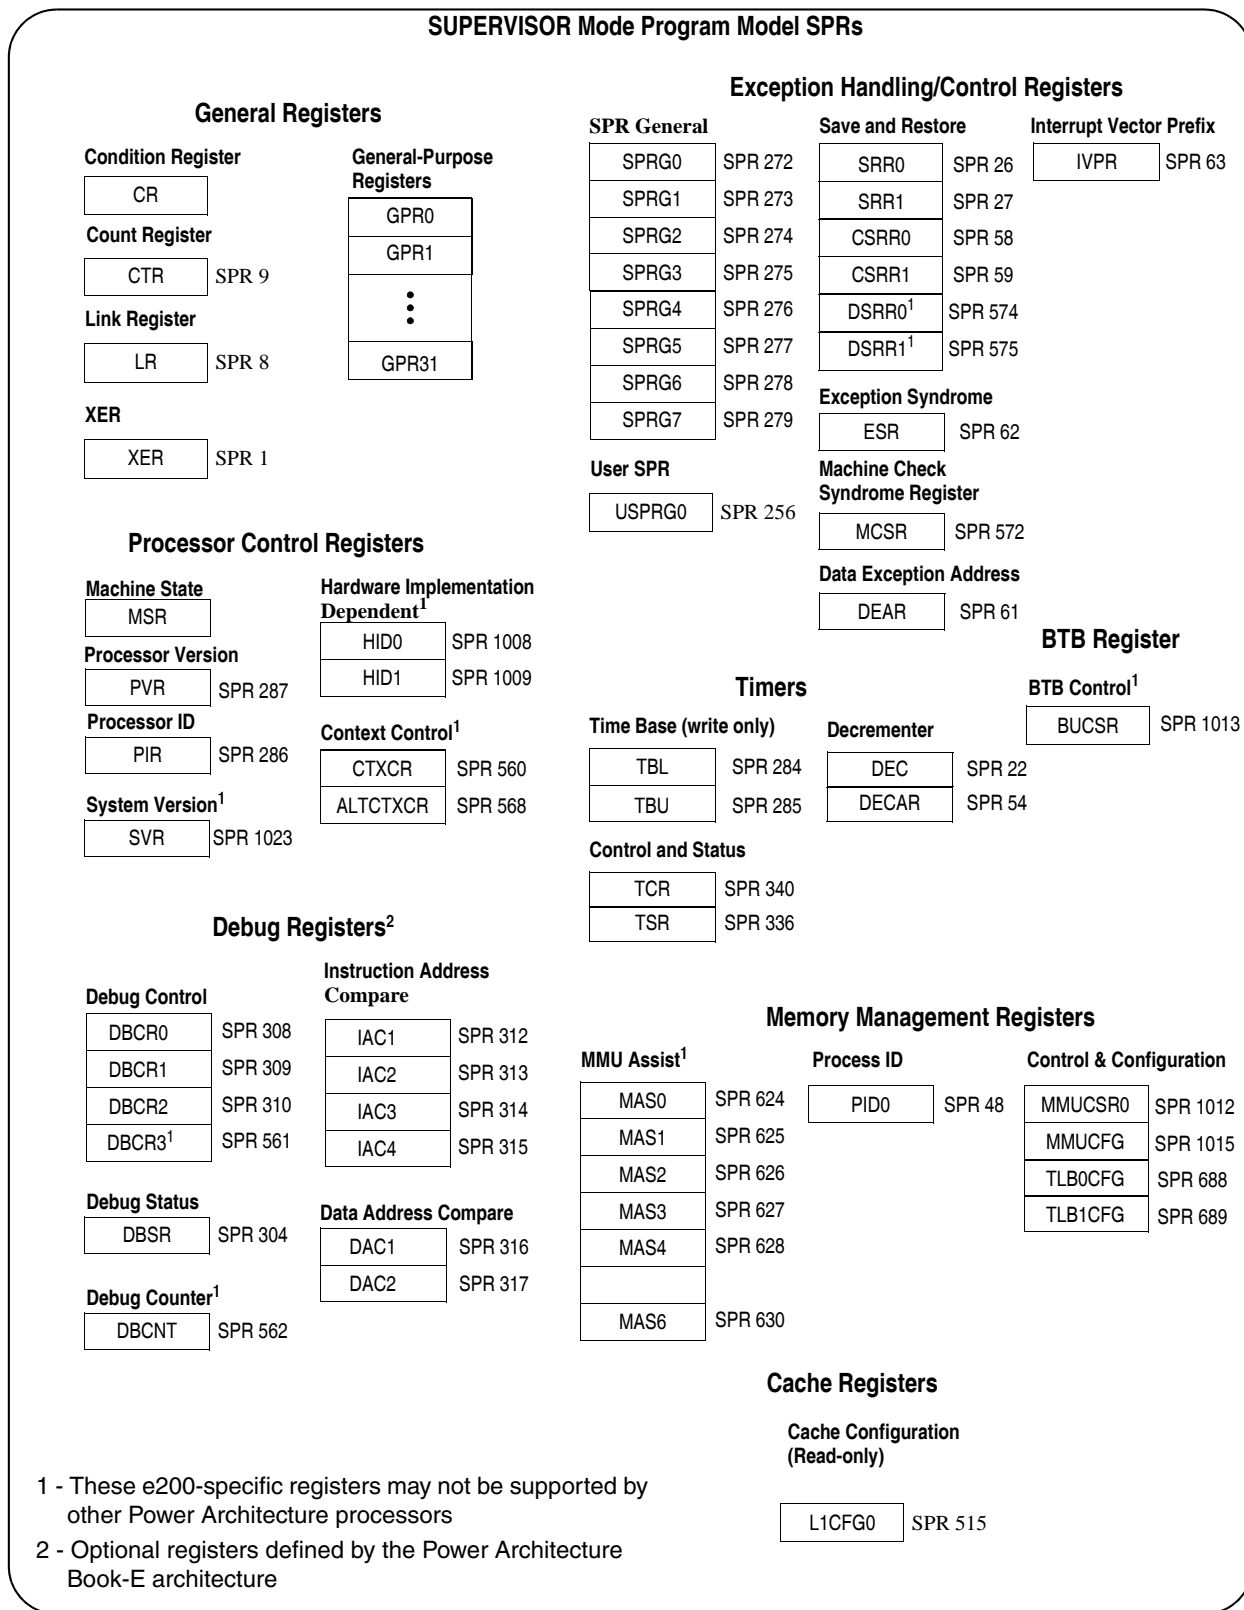 SUPERVISOR Mode Program Model SPRs
General Registers
Condition Register
CR
Count Register
CTR SPR 9
Link Register
LR SPR 8
XER
XER SPR 1
General-Purpose
Registers
GPR0
GPR1
GPR31
Exception Handling/Control Registers
SPR General
SPRG0 SPR 272
SPRG1 SPR 273
SPRG2 SPR 274
SPRG3 SPR 275
SPRG4 SPR 276
SPRG5 SPR 277
SPRG6 SPR 278
SPRG7 SPR 279
User SPR
USPRG0 SPR 256
Save and Restore
SRR0 SPR 26
SRR1 SPR 27
CSRR0 SPR 58
CSRR1 SPR 59
DSRR0¹ SPR 574
DSRR1¹ SPR 575
Exception Syndrome
ESR SPR 62
Machine Check
Syndrome Register
MCSR SPR 572
Data Exception Address
DEAR SPR 61
Interrupt Vector Prefix
IVPR SPR 63
Processor Control Registers
Machine State
MSR
Processor Version
PVR SPR 287
Processor ID
PIR SPR 286
System Version¹
SVR SPR 1023
Hardware Implementation
Dependent¹
HID0 SPR 1008
HID1 SPR 1009
Context Control¹
CTXCR SPR 560
ALTCTXCR SPR 568
BTB Register
BTB Control¹
BUCSR SPR 1013
Timers
Time Base (write only)
TBL SPR 284
TBU SPR 285
Decrementer
DEC SPR 22
DECAR SPR 54
Control and Status
TCR SPR 340
TSR SPR 336
Debug Registers²
Debug Control
DBCR0 SPR 308
DBCR1 SPR 309
DBCR2 SPR 310
DBCR3¹ SPR 561
Debug Status
DBSR SPR 304
Debug Counter¹
DBCNT SPR 562
Instruction Address
Compare
IAC1 SPR 312
IAC2 SPR 313
IAC3 SPR 314
IAC4 SPR 315
Data Address Compare
DAC1 SPR 316
DAC2 SPR 317
Memory Management Registers
MMU Assist¹
MAS0 SPR 624
MAS1 SPR 625
MAS2 SPR 626
MAS3 SPR 627
MAS4 SPR 628
MAS6 SPR 630
Process ID
PID0 SPR 48
Control & Configuration
MMUCSR0 SPR 1012
MMUCFG SPR 1015
TLB0CFG SPR 688
TLB1CFG SPR 689
Cache Registers
Cache Configuration
(Read-only)
L1CFG0 SPR 515
1 - These e200-specific registers may not be supported by
other Power Architecture processors
2 - Optional registers defined by the Power Architecture
Book-E architecture